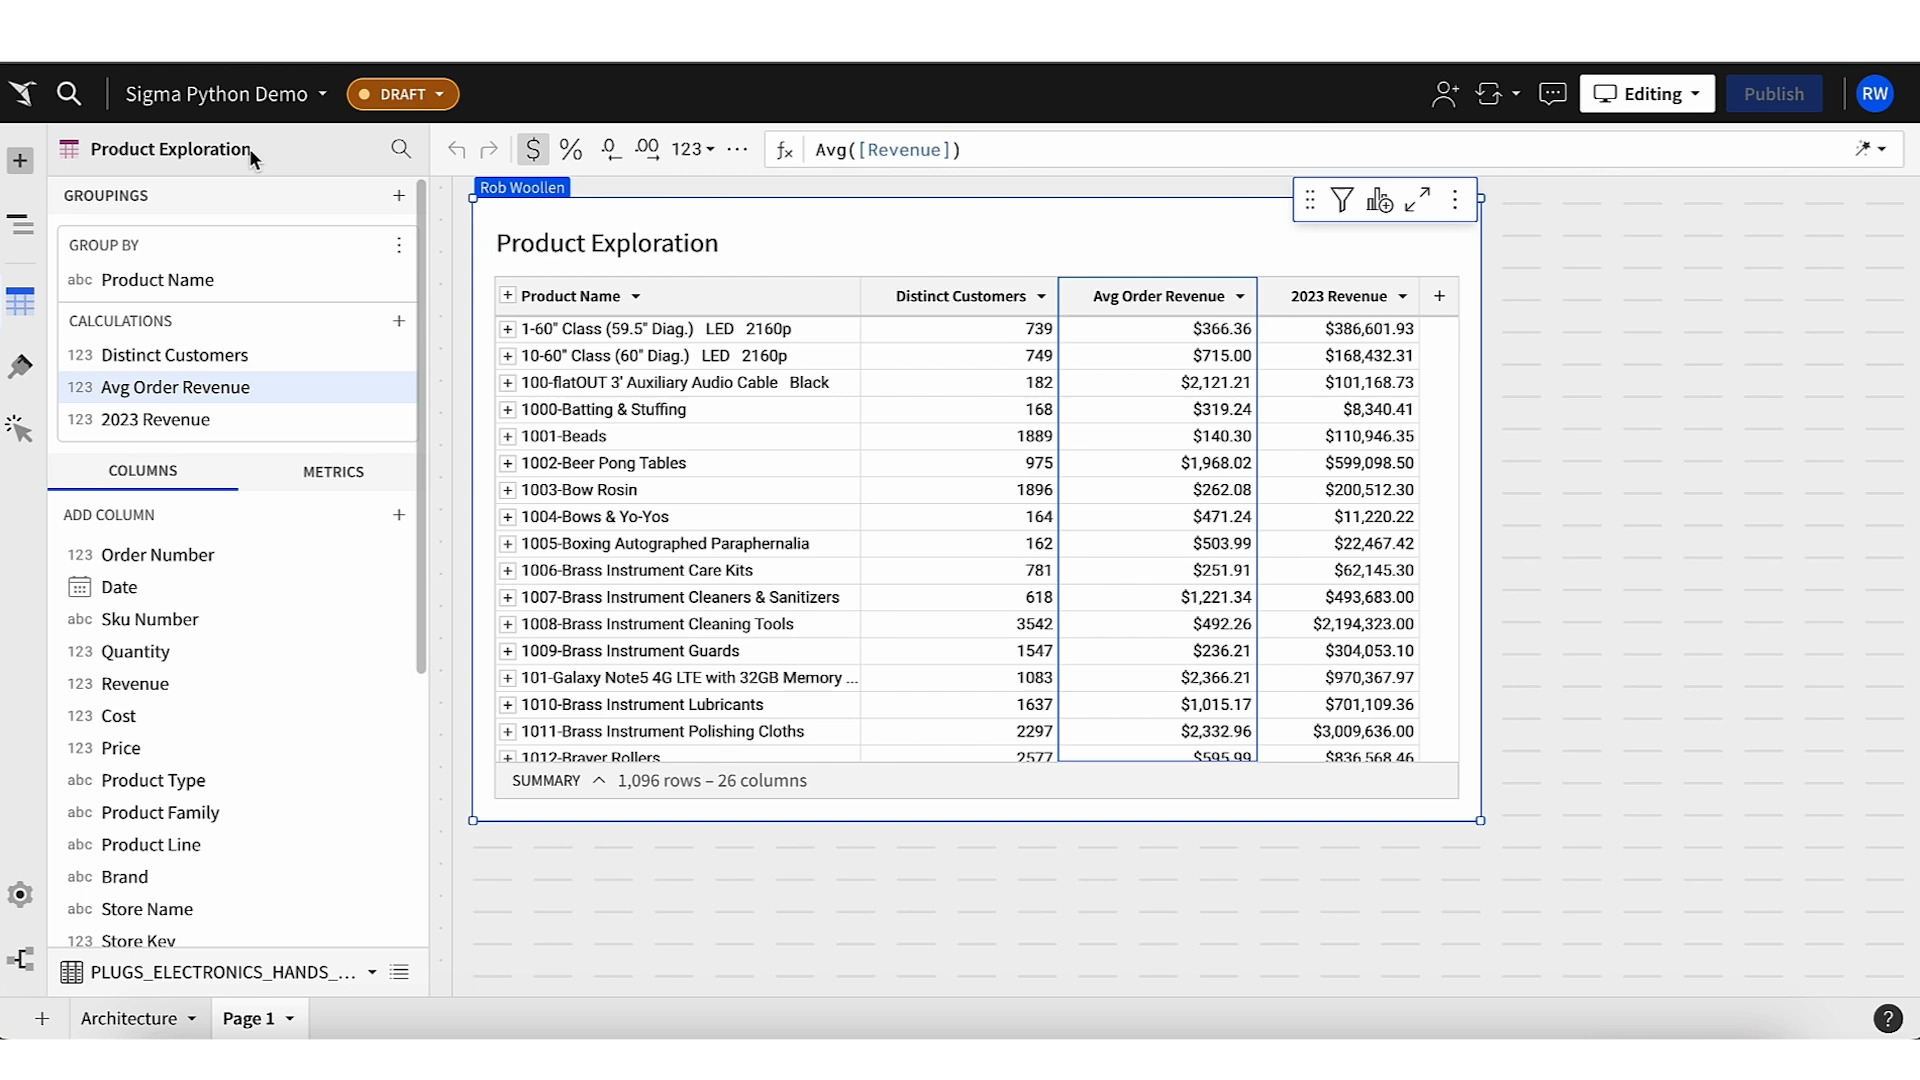 Sigma Python Demo
DRAFT
Editing
Publish
RW
Product Exploration
$ % .0 .00 123 ...
fx Avg([Revenue])
GROUPINGS
GROUP BY
abc Product Name
CALCULATIONS
123 Distinct Customers
123 Avg Order Revenue
123 2023 Revenue
COLUMNS METRICS
ADD COLUMN
123 Order Number
Date
abc Sku Number
123 Quantity
123 Revenue
123 Cost
123 Price
abc Product Type
abc Product Family
abc Product Line
abc Brand
abc Store Name
123 Store Key
PLUGS_ELECTRONICS_HANDS_...
Rob Woollen
Product Exploration
Product Name Distinct Customers Avg Order Revenue 2023 Revenue
1-60" Class (59.5" Diag.) LED 2160p 739 $366.36 $386,601.93
10-60" Class (60" Diag.) LED 2160p 749 $715.00 $168,432.31
100-flatOUT 3' Auxiliary Audio Cable Black 182 $2,121.21 $101,168.73
1000-Batting & Stuffing 168 $319.24 $8,340.41
1001-Beads 1889 $140.30 $110,946.35
1002-Beer Pong Tables 975 $1,968.02 $599,098.50
1003-Bow Rosin 1896 $262.08 $200,512.30
1004-Bows & Yo-Yos 164 $471.24 $11,220.22
1005-Boxing Autographed Paraphernalia 162 $503.99 $22,467.42
1006-Brass Instrument Care Kits 781 $251.91 $62,145.30
1007-Brass Instrument Cleaners & Sanitizers 618 $1,221.34 $493,683.00
1008-Brass Instrument Cleaning Tools 3542 $492.26 $2,194,323.00
1009-Brass Instrument Guards 1547 $236.21 $304,053.10
101-Galaxy Note5 4G LTE with 32GB Memory ... 1083 $2,366.21 $970,367.97
1010-Brass Instrument Lubricants 1637 $1,015.17 $701,109.36
1011-Brass Instrument Polishing Cloths 2297 $2,332.96 $3,009,636.00
1012-Brayer Rollers 2577 $595.99 $836,568.46
SUMMARY 1,096 rows – 26 columns
Architecture Page 1
?